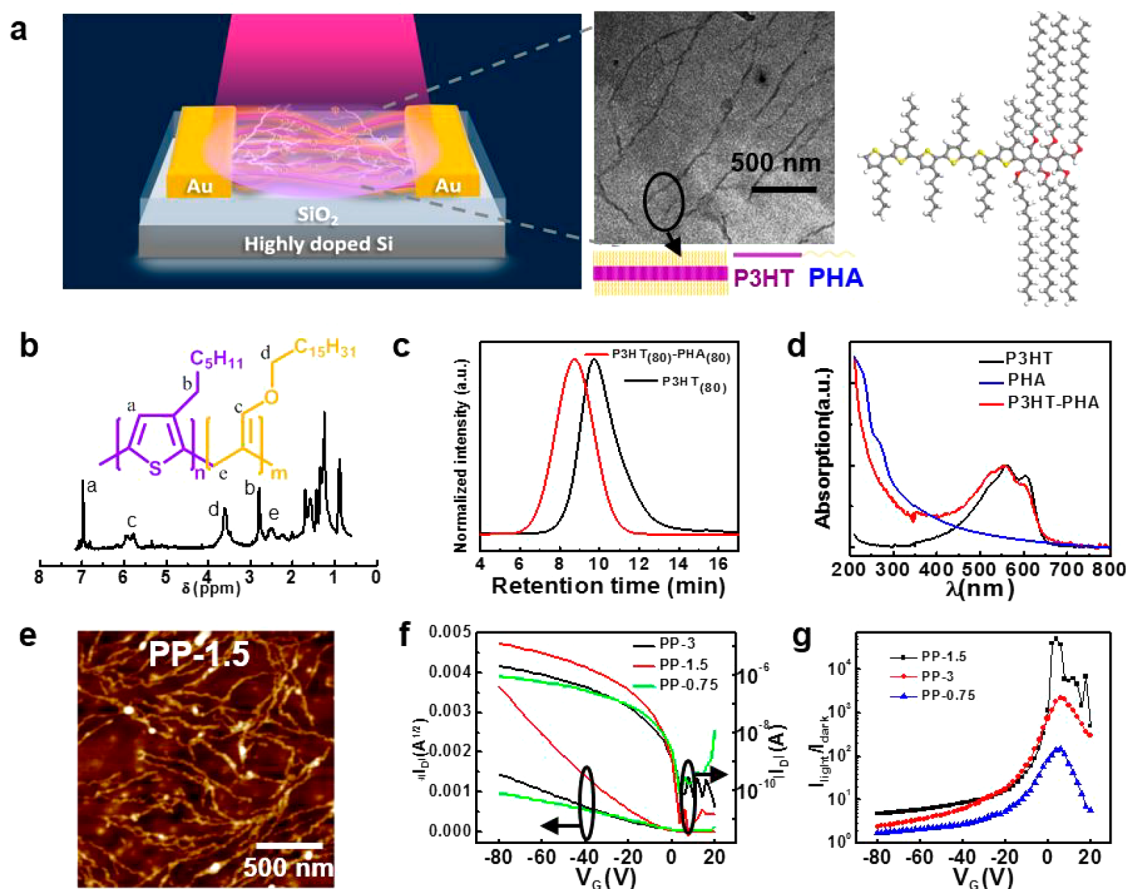 a
Au
Au
SiO2
Highly doped Si
500 nm
P3HT
PHA
b
C5H11
C15H31
d
b
O
a
c
S
n
e
m
a
c
d
b
e
8
7
6
5
4
3
2
1
0
δ(ppm)
c
P3HT(80)-PHA(80)
P3HT(80)
Normalized intensity (a.u.)
4
6
8
10
12
14
16
Retention time (min)
d
P3HT
PHA
P3HT-PHA
Absorption(a.u.)
200
300
400
500
600
700
800
λ(nm)
e
PP-1.5
500 nm
f
0.005
0.004
0.003
0.002
0.001
0.000
PP-3
PP-1.5
PP-0.75
10-6
10-8
10-10
|ID|(A)
-80
-60
-40
-20
0
20
VG(V)
g
PP-1.5
PP-3
PP-0.75
Ilight/Idark
104
103
102
101
100
-80
-60
-40
-20
0
20
VG(V)